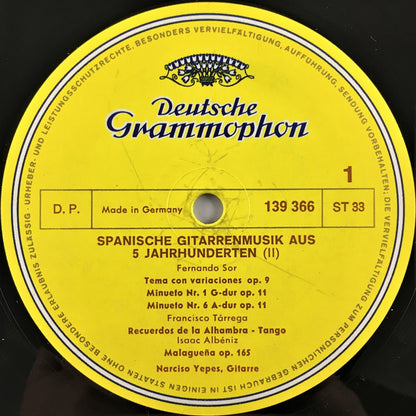 URHEBER- UND LEISTUNGSSCHUTZRECHTE, BESONDERS VERVIELFÄLTIGUNG, AUFFÜHRUNG, SENDUNG VORBEHALTEN. DIE VERVIELFÄLTIGUNG ZUM PERSÖNLICHEN GEBRAUCH IST IN EINIGEN STAATEN OHNE BESONDERE ERLAUBNIS ZULÄSSIG
Deutsche
Grammophon
1
D. P.
Made in Germany
139 366
ST 33
SPANISCHE GITARRENMUSIK AUS
5 JAHRHUNDERTEN (II)
Fernando Sor
Tema con variaciones op. 9
Minueto Nr. 1 G-dur op. 11
Minueto Nr. 6 A-dur op. 11
Francisco Tárrega
Recuerdos de la Alhambra - Tango
Isaac Albéniz
Malagueña op. 165
Narciso Yepes, Gitarre